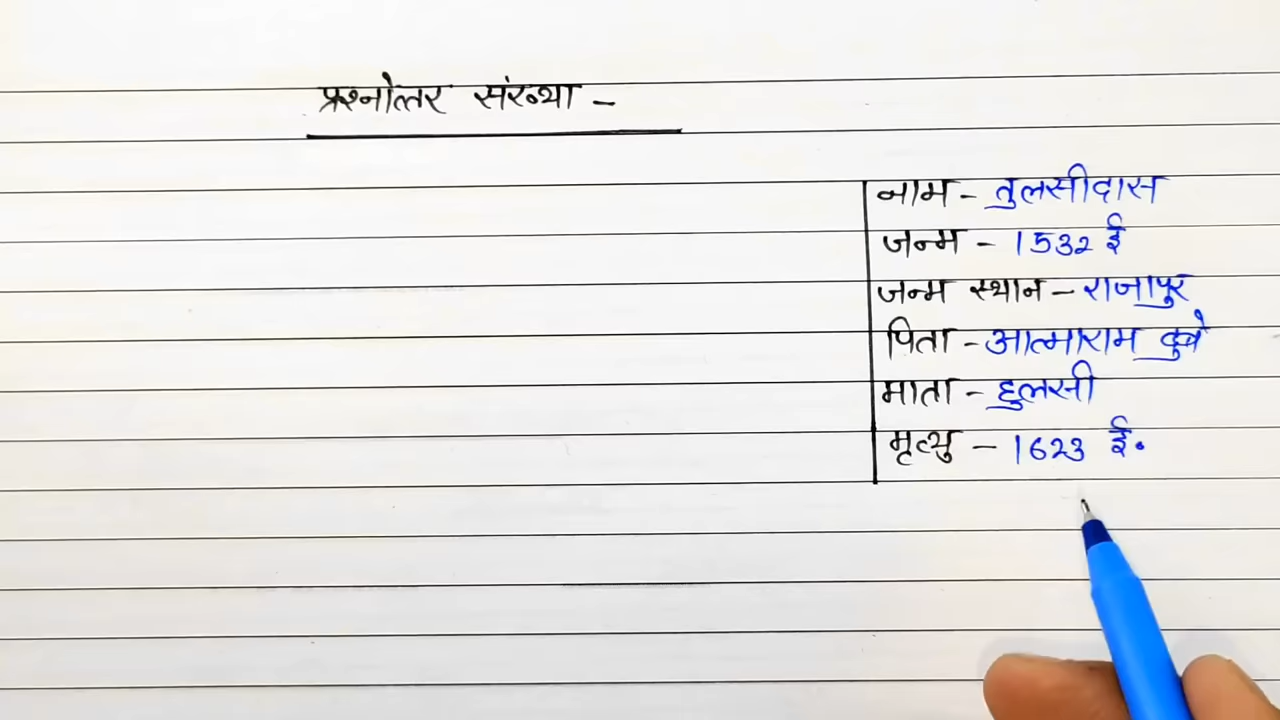 प्रश्नोत्तर संख्या -
नाम - तुलसीदास
जन्म - 1532 ई
जन्म स्थान - राजापुर
पिता - आत्माराम दुबे
माता - हुलसी
मृत्यु - 1623 ई.